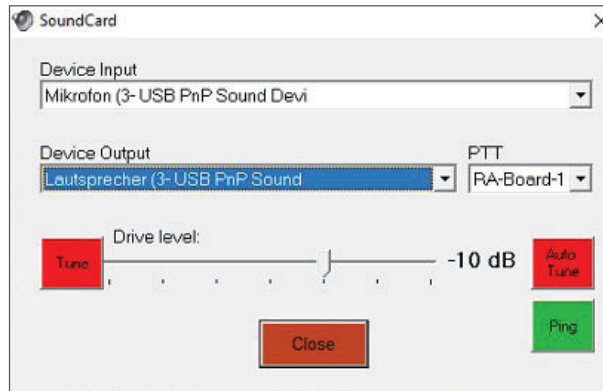 SoundCard
Device Input
Mikrofon (3- USB PnP Sound Devi
Device Output
PTT
Lautsprecher (3- USB PnP Sound
RA-Board-1
Drive level:
Tune
-10 dB
Auto
Tune
Ping
Close